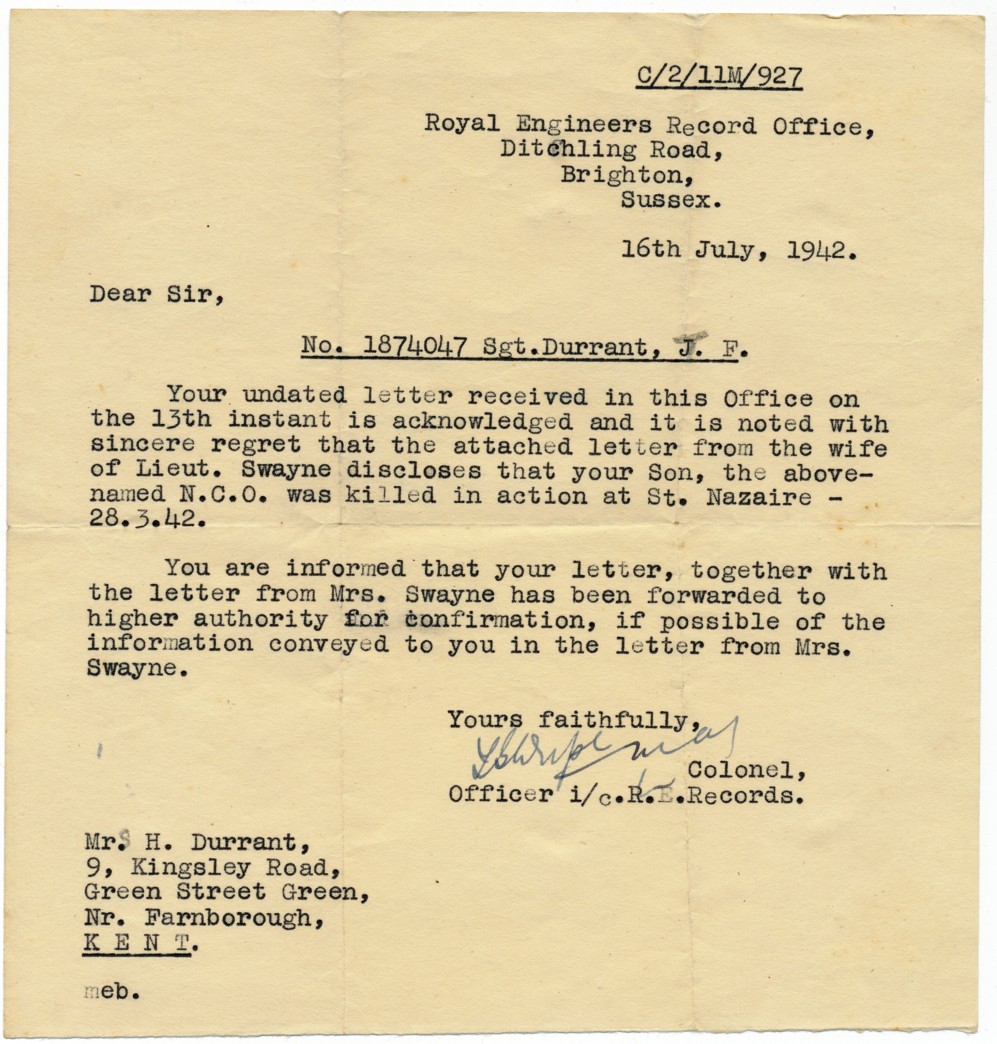 C/2/11M/927
Royal Engineers Record Office,
Ditchling Road,
Brighton,
Sussex.
16th July, 1942.
Dear Sir,
No. 1874047 Sgt.Durrant, J. F.
Your undated letter received in this Office on
the 13th instant is acknowledged and it is noted with
sincere regret that the attached letter from the wife
of Lieut. Swayne discloses that your Son, the above-
named N.C.O. was killed in action at St. Nazaire -
28.3.42.
You are informed that your letter, together with
the letter from Mrs. Swayne has been forwarded to
higher authority for confirmation, if possible of the
information conveyed to you in the letter from Mrs.
Swayne.
Yours faithfully,
Colonel,
Officer i/c.R.E.Records.
Mr. H. Durrant,
9, Kingsley Road,
Green Street Green,
Nr. Farnborough,
K E N T.
meb.